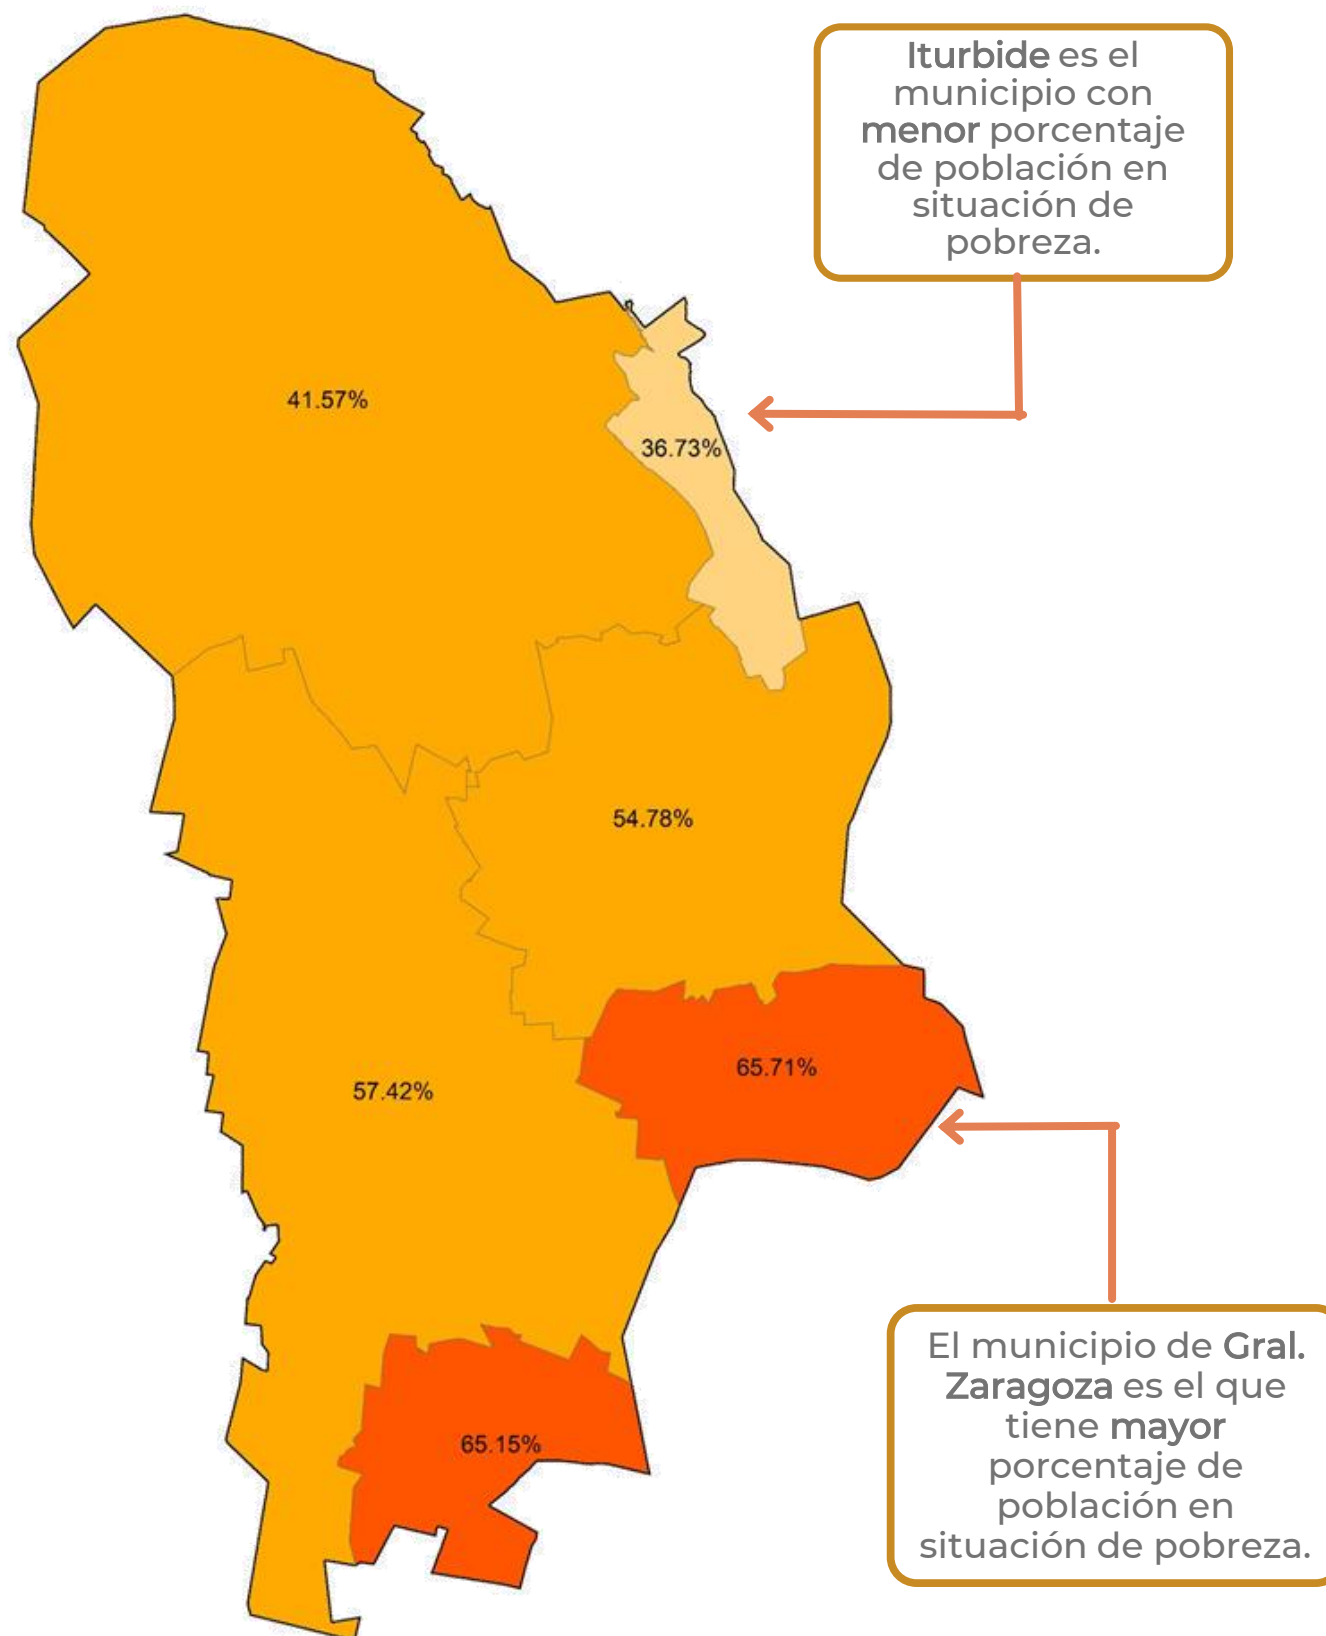 Iturbide es el
municipio con
menor porcentaje
de población en
situación de
pobreza.
41.57%
36.73%
54.78%
65.71%
57.42%
El municipio de Gral.
Zaragoza es el que
tiene mayor
porcentaje de
población en
situación de pobreza.
65.15%